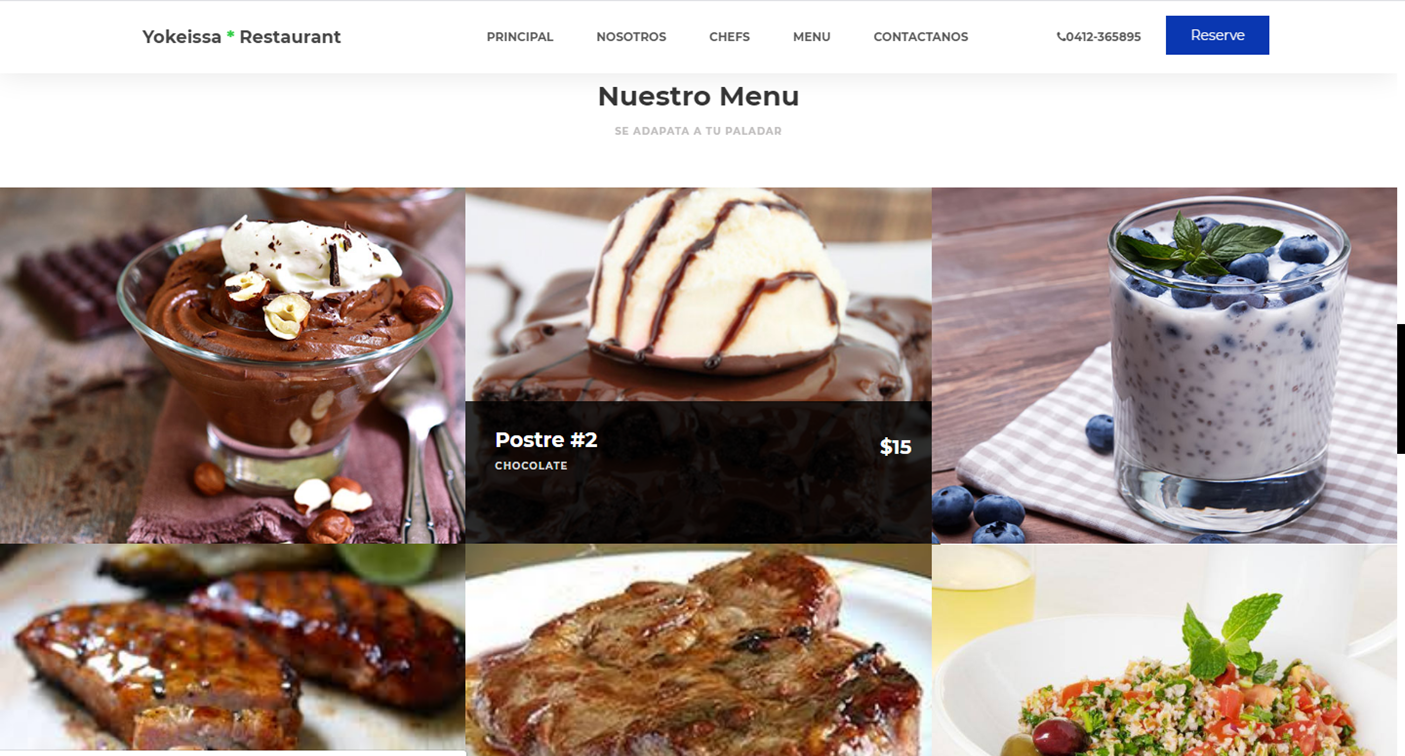 Yokeissa * Restaurant
PRINCIPAL NOSOTROS CHEFS MENU CONTACTANOS
0412-365895
Reserve
Nuestro Menu
SE ADAPATA A TU PALADAR
Postre #2
CHOCOLATE
$15